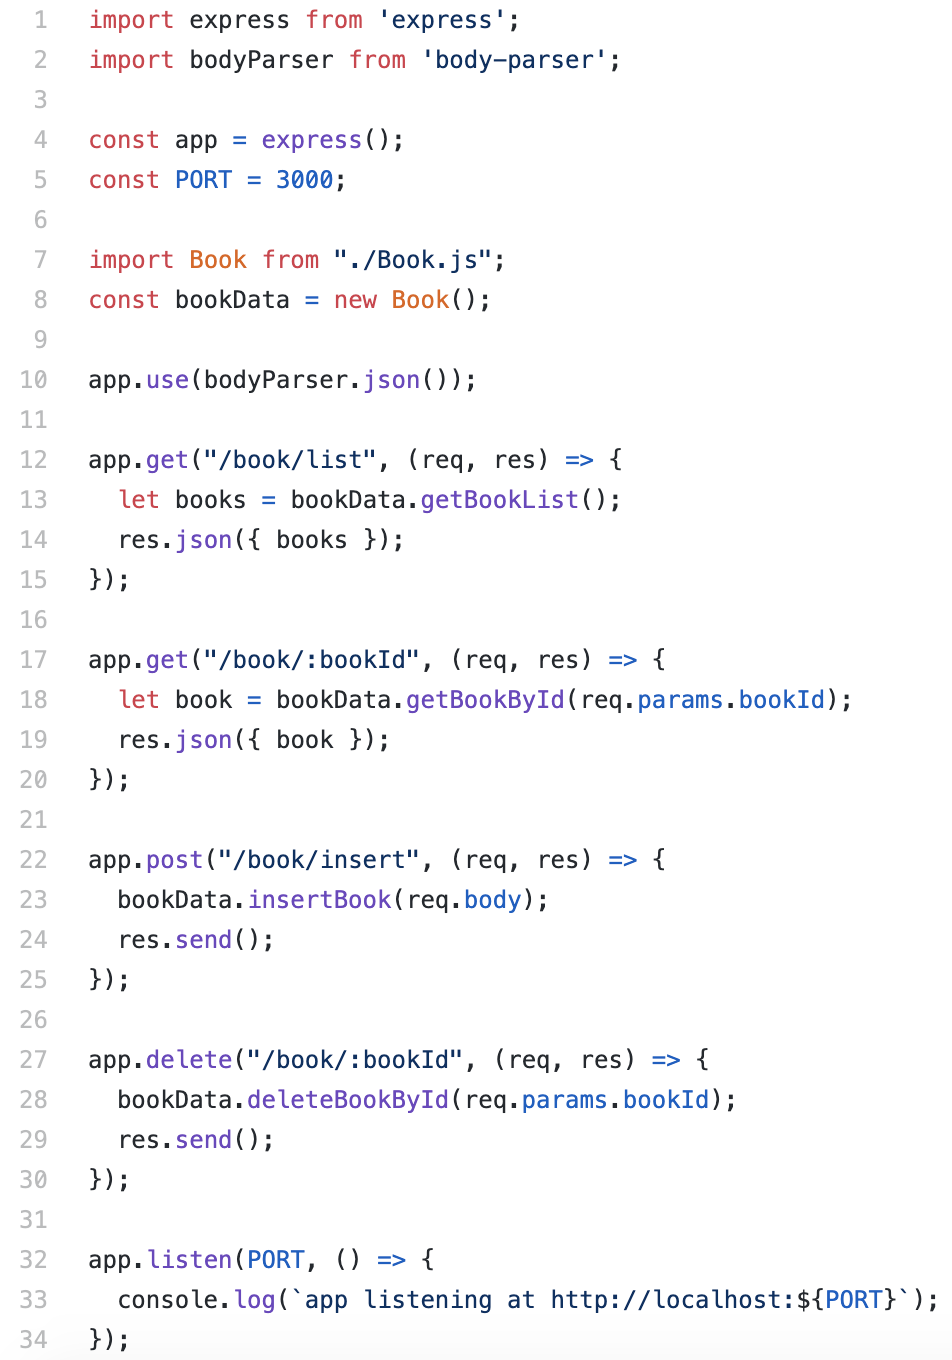 1 import express from 'express';
2 import bodyParser from 'body-parser';
3
4 const app = express();
5 const PORT = 3000;
6
7 import Book from "./Book.js";
8 const bookData = new Book();
9
10 app.use(bodyParser.json());
11
12 app.get("/book/list", (req, res) => {
13   let books = bookData.getBookList();
14   res.json({ books });
15 });
16
17 app.get("/book/:bookId", (req, res) => {
18   let book = bookData.getBookById(req.params.bookId);
19   res.json({ book });
20 });
21
22 app.post("/book/insert", (req, res) => {
23   bookData.insertBook(req.body);
24   res.send();
25 });
26
27 app.delete("/book/:bookId", (req, res) => {
28   bookData.deleteBookById(req.params.bookId);
29   res.send();
30 });
31
32 app.listen(PORT, () => {
33   console.log(`app listening at http://localhost:${PORT}`);
34 });